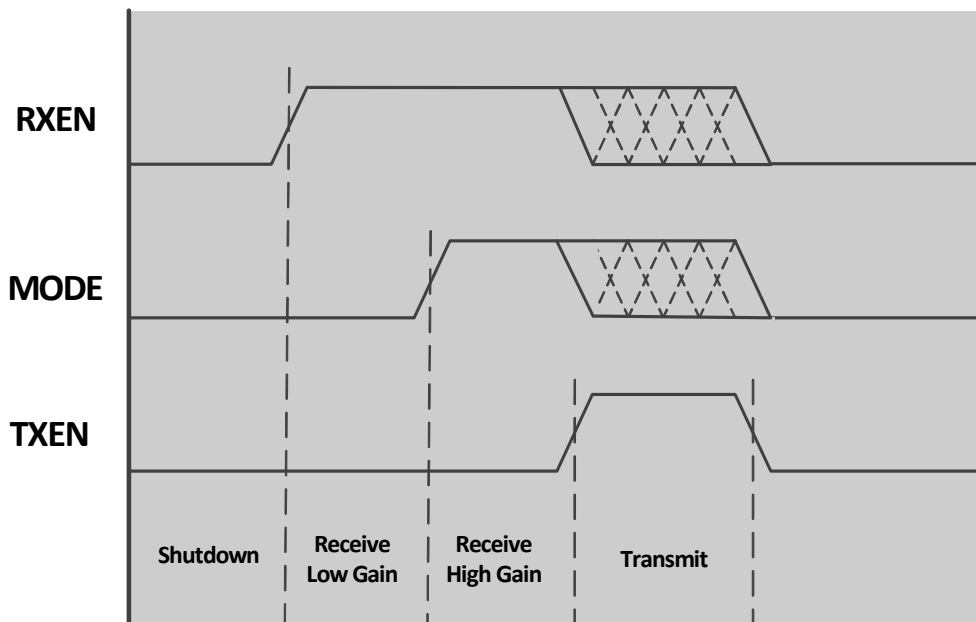 RXEN
MODE
TXEN
Shutdown
Receive
Low Gain
Receive
High Gain
Transmit